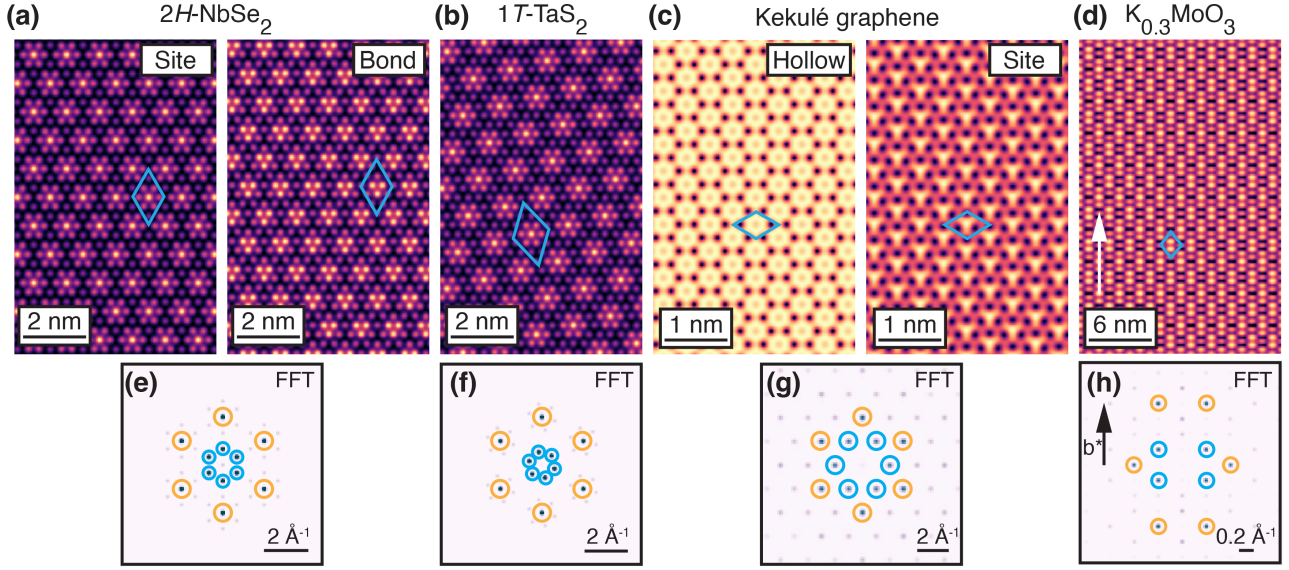 (a) 2H-NbSe2 (b) 1T-TaS2 (c) Kekulé graphene (d) K0.3MoO3
Site Bond Hollow Site
2 nm 2 nm 2 nm 1 nm 1 nm 6 nm
(e) FFT (f) FFT (g) FFT (h) FFT
b*
2 Å-1 2 Å-1 2 Å-1 0.2 Å-1